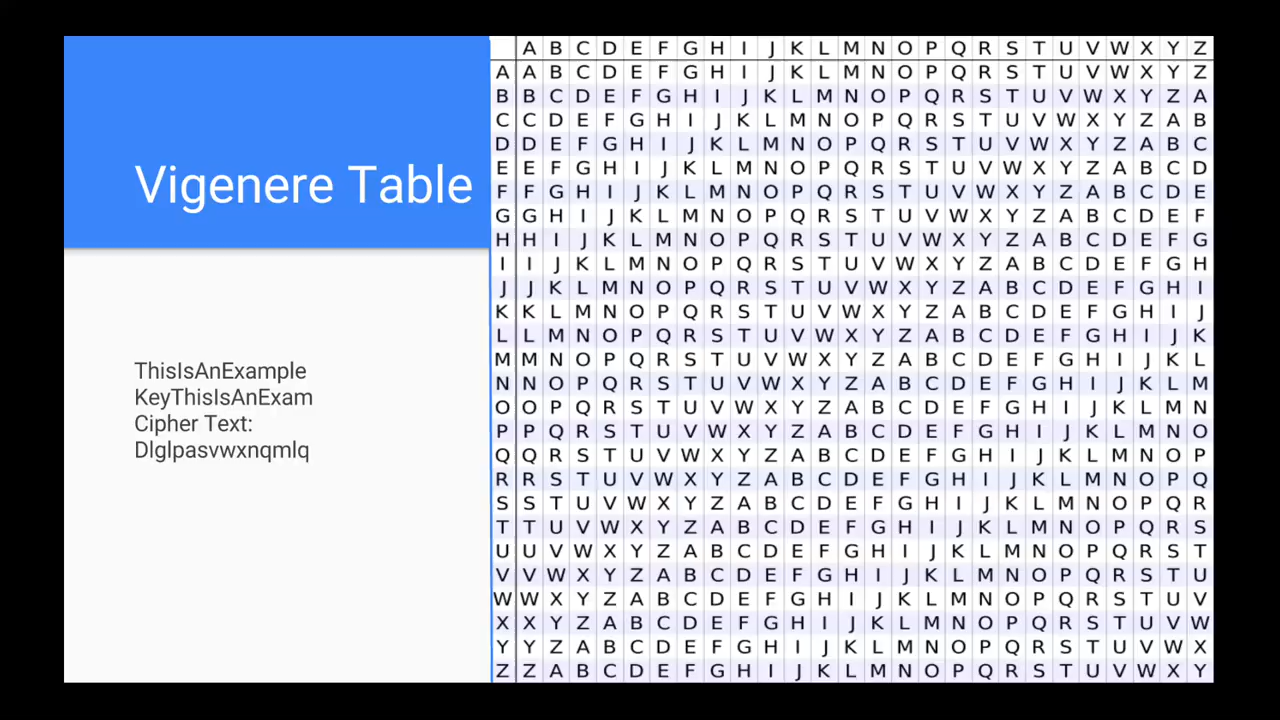 Vigenere Table
ThisIsAnExample
KeyThisIsAnExam
Cipher Text:
Dlglpasvwxnqmlq
A B C D E F G H I J K L M N O P Q R S T U V W X Y Z
A A B C D E F G H I J K L M N O P Q R S T U V W X Y Z
B B C D E F G H I J K L M N O P Q R S T U V W X Y Z A
C C D E F G H I J K L M N O P Q R S T U V W X Y Z A B
D D E F G H I J K L M N O P Q R S T U V W X Y Z A B C
E E F G H I J K L M N O P Q R S T U V W X Y Z A B C D
F F G H I J K L M N O P Q R S T U V W X Y Z A B C D E
G G H I J K L M N O P Q R S T U V W X Y Z A B C D E F
H H I J K L M N O P Q R S T U V W X Y Z A B C D E F G
I I J K L M N O P Q R S T U V W X Y Z A B C D E F G H
J J K L M N O P Q R S T U V W X Y Z A B C D E F G H I
K K L M N O P Q R S T U V W X Y Z A B C D E F G H I J
L L M N O P Q R S T U V W X Y Z A B C D E F G H I J K
M M N O P Q R S T U V W X Y Z A B C D E F G H I J K L
N N O P Q R S T U V W X Y Z A B C D E F G H I J K L M
O O P Q R S T U V W X Y Z A B C D E F G H I J K L M N
P P Q R S T U V W X Y Z A B C D E F G H I J K L M N O
Q Q R S T U V W X Y Z A B C D E F G H I J K L M N O P
R R S T U V W X Y Z A B C D E F G H I J K L M N O P Q
S S T U V W X Y Z A B C D E F G H I J K L M N O P Q R
T T U V W X Y Z A B C D E F G H I J K L M N O P Q R S
U U V W X Y Z A B C D E F G H I J K L M N O P Q R S T
V V W X Y Z A B C D E F G H I J K L M N O P Q R S T U
W W X Y Z A B C D E F G H I J K L M N O P Q R S T U V
X X Y Z A B C D E F G H I J K L M N O P Q R S T U V W
Y Y Z A B C D E F G H I J K L M N O P Q R S T U V W X
Z Z A B C D E F G H I J K L M N O P Q R S T U V W X Y